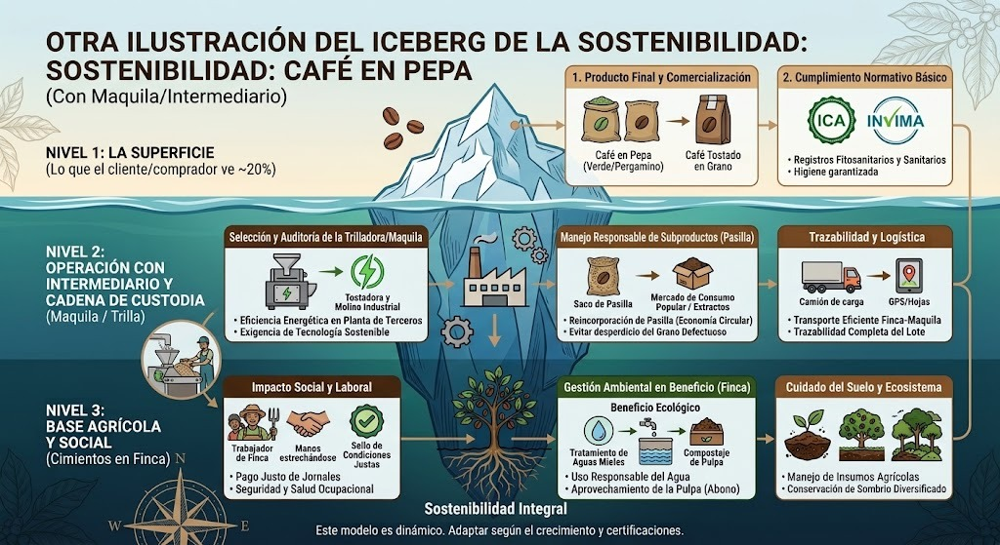 OTRA ILUSTRACIÓN DEL ICEBERG DE LA SOSTENIBILIDAD:
SOSTENIBILIDAD: CAFÉ EN PEPA
(Con Maquila/Intermediario)
NIVEL 1: LA SUPERFICIE
(Lo que el cliente/comprador ve ~20%)
1. Producto Final y Comercialización
Café en Pepa
(Verde/Pergamino)
Café Tostado
en Grano
2. Cumplimiento Normativo Básico
ICA
INVIMA
• Registros Fitosanitarios y Sanitarios
• Higiene garantizada
NIVEL 2:
OPERACIÓN CON
INTERMEDIARIO Y
CADENA DE CUSTODIA
(Maquila / Trilla)
Selección y Auditoría de la Trilladora/Maquila
Tostadora y
Molino Industrial
• Eficiencia Energética en Planta de Terceros
• Exigencia de Tecnología Sostenible
Manejo Responsable de Subproductos (Pasilla)
Saco de Pasilla
Mercado de Consumo
Popular / Extractos
• Reincorporación de Pasilla (Economía Circular)
• Evitar desperdicio del Grano Defectuoso
Trazabilidad y Logística
Camión de carga
GPS/Hojas
• Transporte Eficiente Finca-Maquila
• Trazabilidad Completa del Lote
NIVEL 3:
BASE AGRÍCOLA
Y SOCIAL
(Cimientos en Finca)
Impacto Social y Laboral
Trabajador
de Finca
Manos
estrechándose
Sello de
Condiciones
Justas
• Pago Justo de Jornales
• Seguridad y Salud Ocupacional
Gestión Ambiental en Beneficio (Finca)
Beneficio Ecológico
Tratamiento de
Aguas Mieles
Compostaje
de Pulpa
• Uso Responsable del Agua
• Aprovechamiento de la Pulpa (Abono)
Cuidado del Suelo y Ecosistema
• Manejo de Insumos Agrícolas
• Conservación de Sombrio Diversificado
N
W
E
Sostenibilidad Integral
Este modelo es dinámico. Adaptar según el crecimiento y certificaciones.